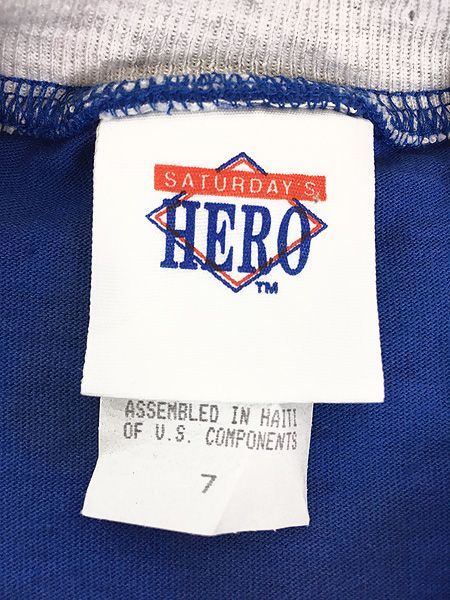 SATURDAY'S
HERO
TM
ASSEMBLED IN HAITI
OF U.S. COMPONENTS
7